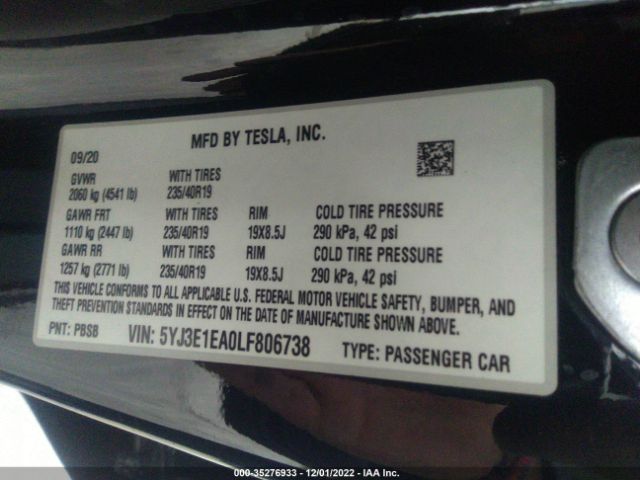 MFD BY TESLA, INC.
09/20
GVWR WITH TIRES
2060 kg (4541 lb) 235/40R19
GAWR FRT WITH TIRES RIM COLD TIRE PRESSURE
1110 kg (2447 lb) 235/40R19 19X8.5J 290 kPa, 42 psi
GAWR RR WITH TIRES RIM COLD TIRE PRESSURE
1257 kg (2771 lb) 235/40R19 19X8.5J 290 kPa, 42 psi
THIS VEHICLE CONFORMS TO ALL APPLICABLE U.S. FEDERAL MOTOR VEHICLE SAFETY, BUMPER, AND
THEFT PREVENTION STANDARDS IN EFFECT ON THE DATE OF MANUFACTURE SHOWN ABOVE.
PNT: PBSB VIN: 5YJ3E1EA0LF806738 TYPE: PASSENGER CAR
000-35276933 - 12/01/2022 - IAA Inc.